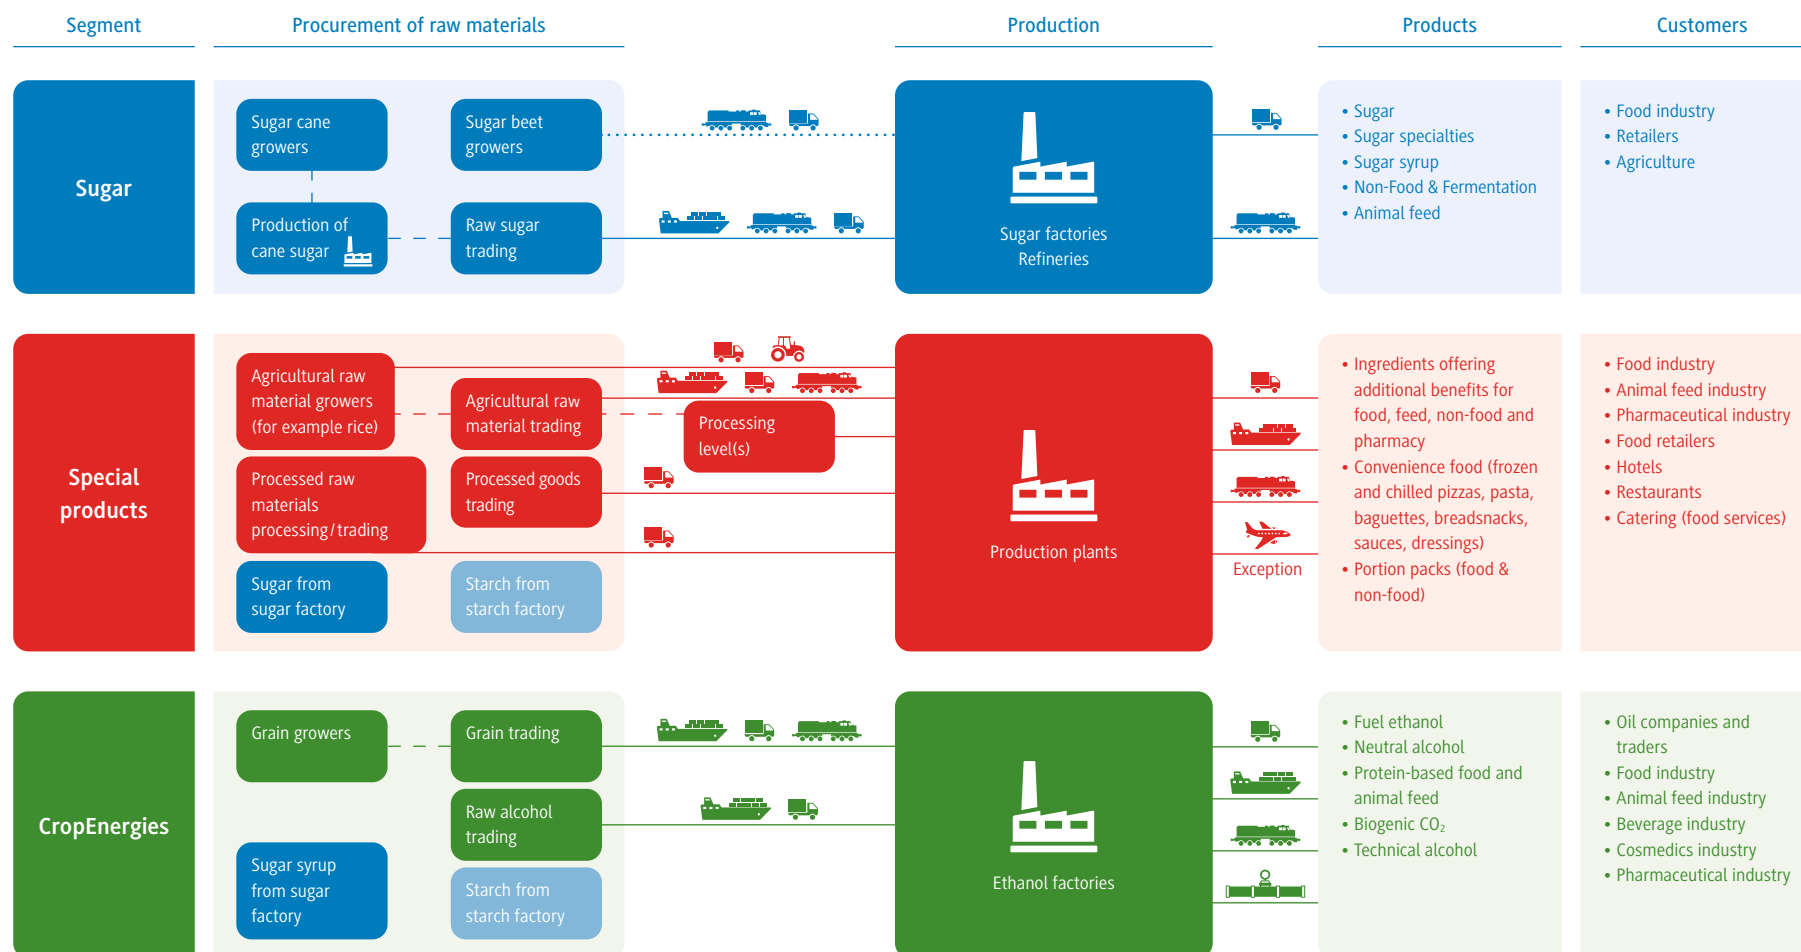 Segment
Procurement of raw materials
Production
Products
Customers
Sugar
Sugar cane
growers
Sugar beet
growers
Production of
cane sugar
Raw sugar
trading
Sugar factories
Refineries
• Sugar
• Sugar specialties
• Sugar syrup
• Non-Food & Fermentation
• Animal feed
• Food industry
• Retailers
• Agriculture
Special
products
Agricultural raw
material growers
(for example rice)
Agricultural raw
material trading
Processing
level(s)
Processed raw
materials
processing/trading
Processed goods
trading
Sugar from
sugar factory
Starch from
starch factory
Production plants
Exception
• Ingredients offering
additional benefits for
food, feed, non-food and
pharmacy
• Convenience food (frozen
and chilled pizzas, pasta,
baguettes, breadsnacks,
sauces, dressings)
• Portion packs (food &
non-food)
• Food industry
• Animal feed industry
• Pharmaceutical industry
• Food retailers
• Hotels
• Restaurants
• Catering (food services)
CropEnergies
Grain growers
Grain trading
Raw alcohol
trading
Sugar syrup
from sugar
factory
Starch from
starch factory
Ethanol factories
• Fuel ethanol
• Neutral alcohol
• Protein-based food and
animal feed
• Biogenic CO₂
• Technical alcohol
• Oil companies and
traders
• Food industry
• Animal feed industry
• Beverage industry
• Cosmetics industry
• Pharmaceutical industry